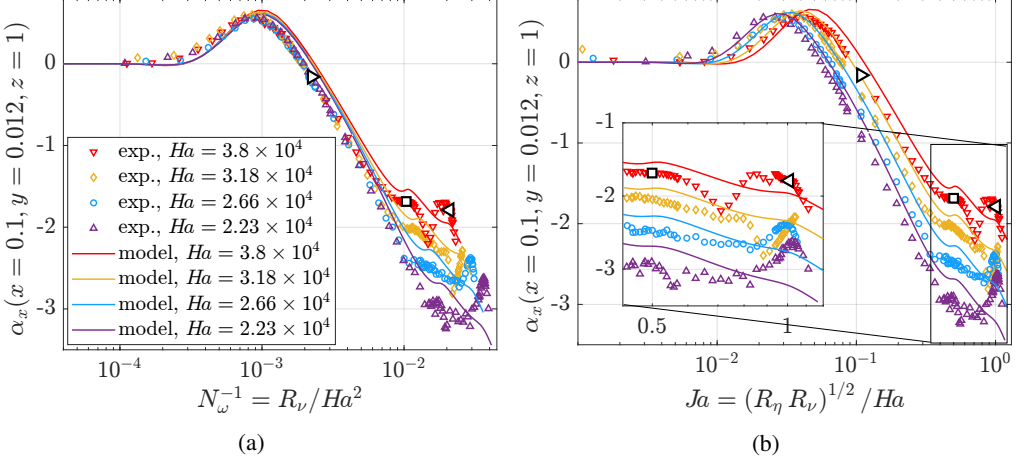 α_x(x = 0.1, y = 0.012, z = 1)
0
-1
-2
-3
exp., Ha = 3.8 × 10^4
exp., Ha = 3.18 × 10^4
exp., Ha = 2.66 × 10^4
exp., Ha = 2.23 × 10^4
model, Ha = 3.8 × 10^4
model, Ha = 3.18 × 10^4
model, Ha = 2.66 × 10^4
model, Ha = 2.23 × 10^4
10^-4 10^-3 10^-2
N_ω^-1 = R_ν/Ha^2
(a)
α_x(x = 0.1, y = 0.012, z = 1)
0
-1
-2
-3
-1
-2
-3
0.5 1
10^-2 10^-1 10^0
Ja = (R_η R_ν)^1/2 /Ha
(b)